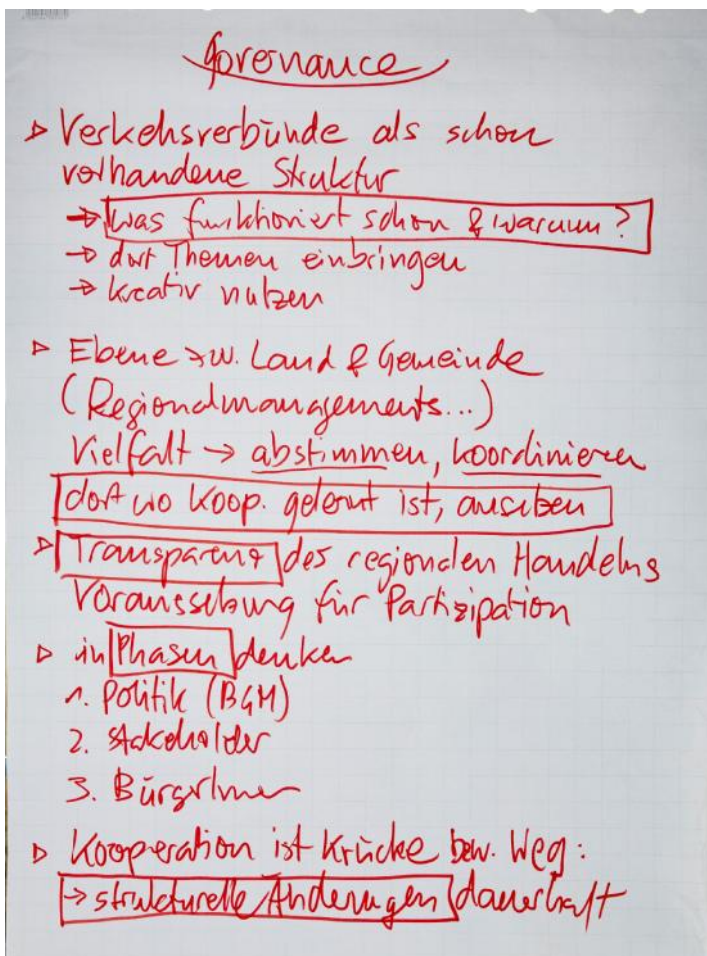 Governance
▹ Verkehrsverbünde als schon
vorhandene Struktur
→ was funktioniert schon & warum?
→ dort Themen einbringen
→ kreativ nutzen
▹ Ebene zw. Land & Gemeinde
(Regionalmanagements...)
Vielfalt → abstimmen, koordinieren
dort wo Koop. gelernt ist, ansetzen
▹ Transparenz des regionalen Handelns
Voraussetzung für Partizipation
▹ in Phasen denken
1. Politik (BGM)
2. Stakeholder
3. BürgerInnen
▹ Kooperation ist Krücke bzw. Weg:
→ strukturelle Änderungen dauerhaft